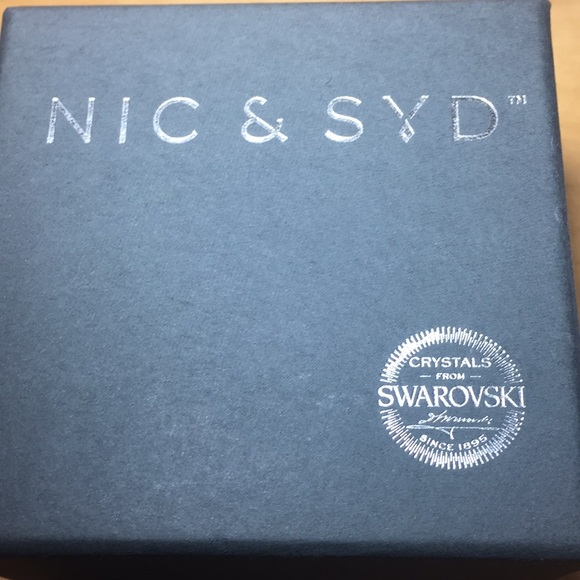 NIC & SYD™
CRYSTALS
FROM
SWAROVSKI
SINCE 1895